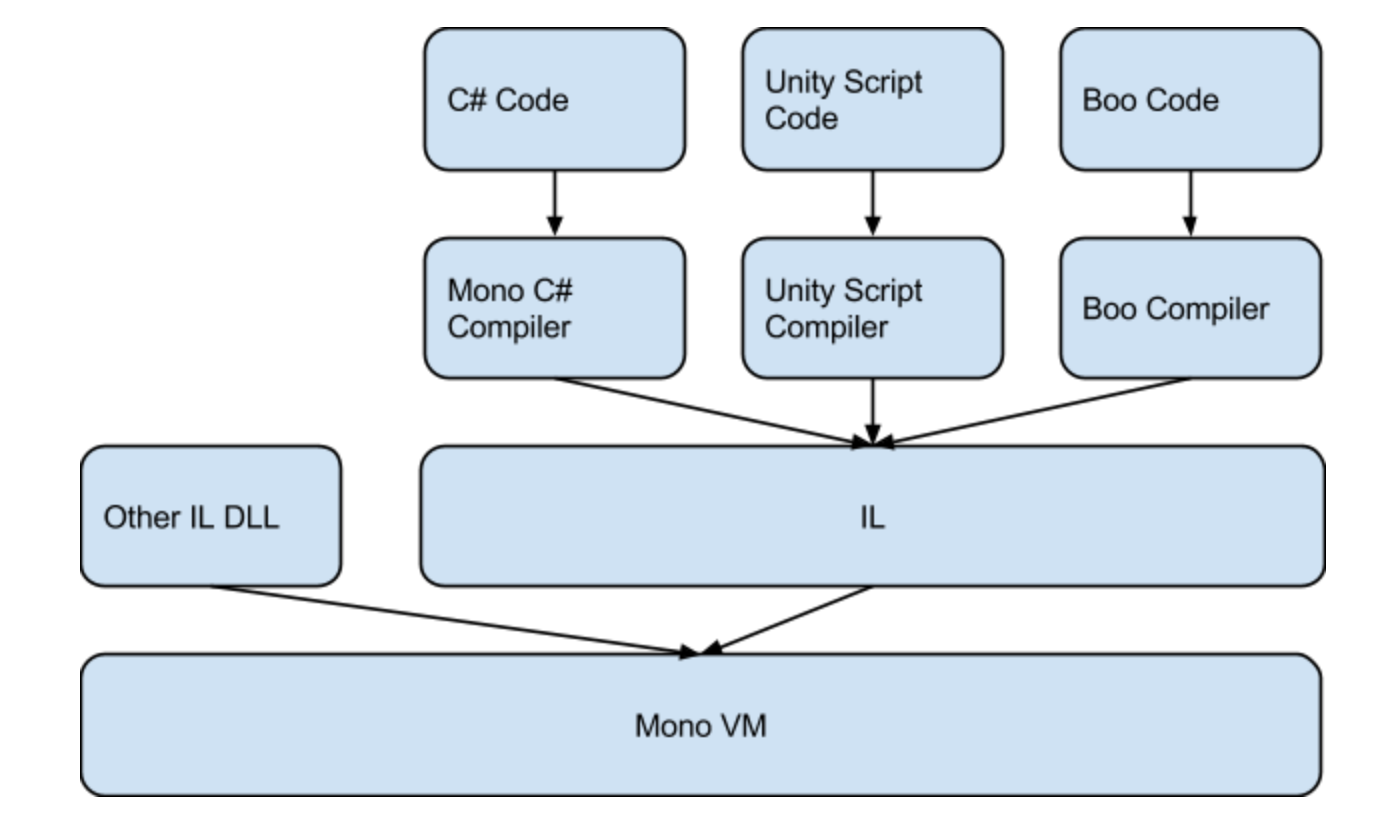 C# Code
Unity Script
Code
Boo Code
Mono C#
Compiler
Unity Script
Compiler
Boo Compiler
Other IL DLL
IL
Mono VM